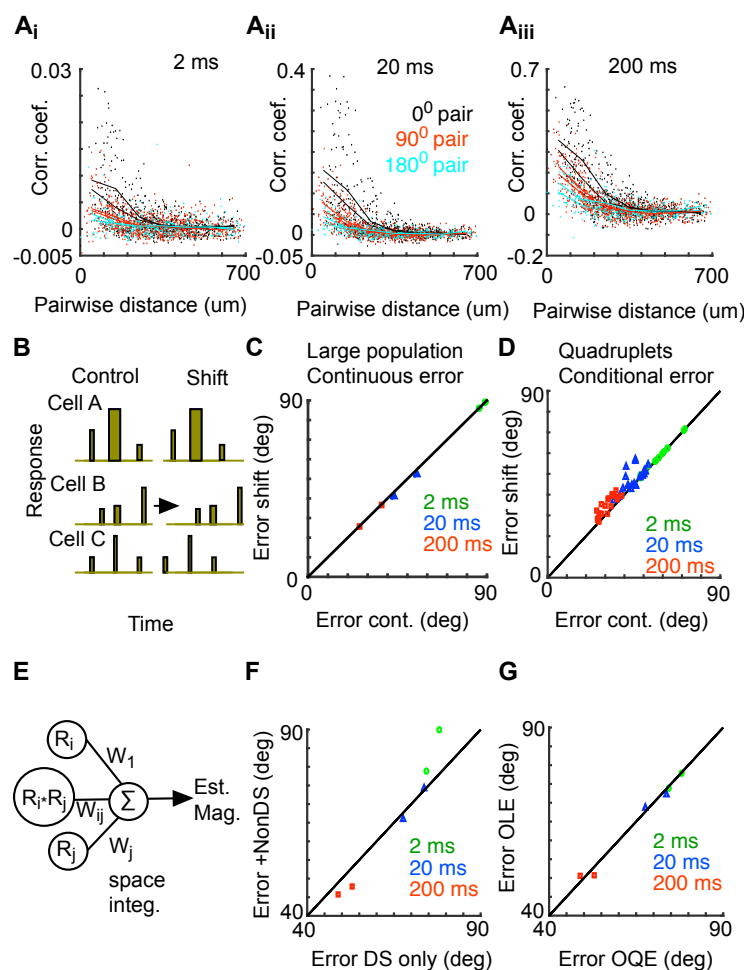 Ai
Aii
Aiii
0.03
0
-0.005
Corr. coef.
2 ms
0
700
Pairwise distance (um)
0.4
0
-0.05
Corr. coef.
20 ms
0⁰ pair
90⁰ pair
180⁰ pair
0
700
Pairwise distance (um)
0.7
0
-0.2
Corr. coef.
200 ms
0
700
Pairwise distance (um)
B
Control
Shift
Cell A
Cell B
Cell C
Response
Time
C
Large population
Continuous error
90
0
Error shift (deg)
2 ms
20 ms
200 ms
90
Error cont. (deg)
D
Quadruplets
Conditional error
90
0
Error shift (deg)
2 ms
20 ms
200 ms
0
90
Error cont. (deg)
E
Ri
W1
Ri*Rj
Wij
Σ
Est.
Mag.
Rj
Wj
space
integ.
F
90
40
Error +NonDS (deg)
2 ms
20 ms
200 ms
40
90
Error DS only (deg)
G
90
40
Error OLE (deg)
2 ms
20 ms
200 ms
40
90
Error OQE (deg)